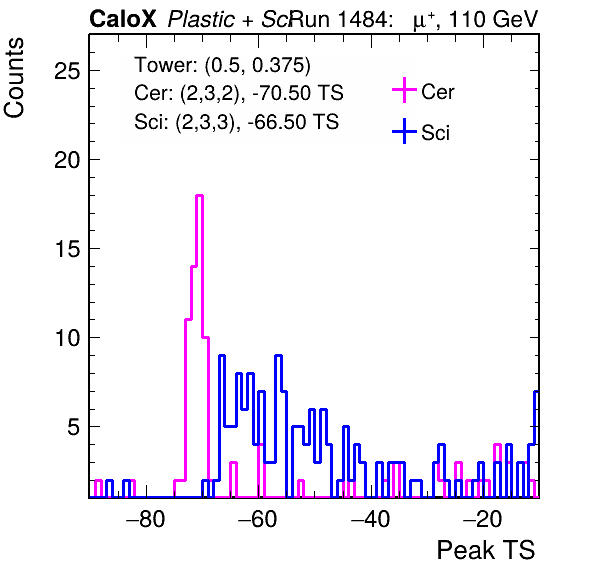 CaloX Plastic + Sci Run 1484: μ+, 110 GeV
Counts
Tower: (0.5, 0.375)
Cer: (2,3,2), -70.50 TS
Sci: (2,3,3), -66.50 TS
Cer
Sci
25
20
15
10
5
−80 −60 −40 −20
Peak TS